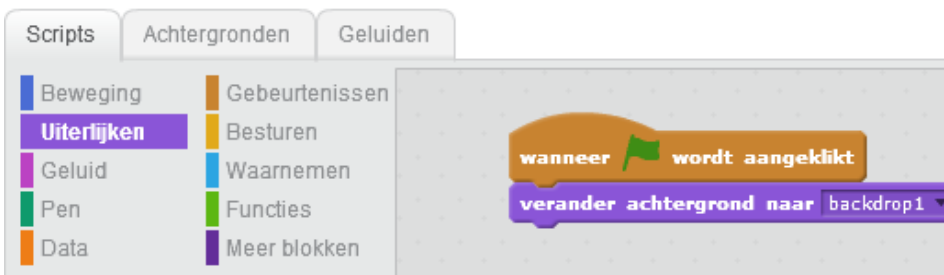 Scripts Achtergronden Geluiden
Beweging Gebeurtenissen
Uiterlijken Besturen
Geluid Waarnemen
Pen Functies
Data Meer blokken
wanneer wordt aangeklikt
verander achtergrond naar backdrop1